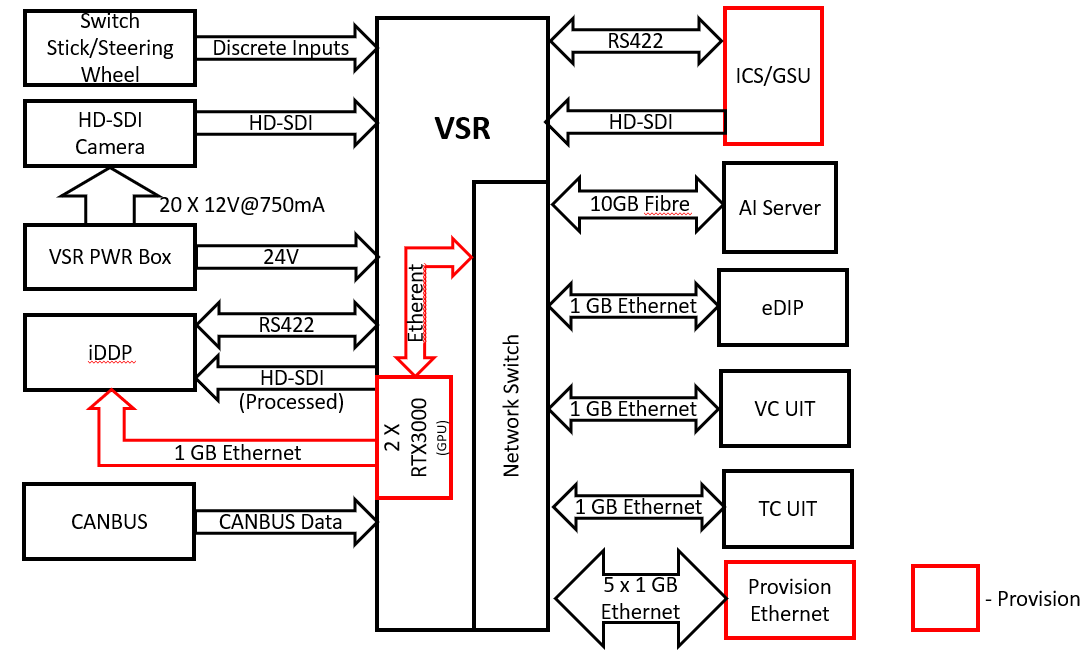 Switch
Stick/Steering
Wheel
Discrete Inputs
HD-SDI
Camera
HD-SDI
20 X 12V@750mA
VSR PWR Box
24V
iDDP
RS422
HD-SDI
(Processed)
1 GB Ethernet
CANBUS
CANBUS Data
VSR
Etherent
2 X
RTX3000
(GPU)
Network Switch
RS422
HD-SDI
ICS/GSU
10GB Fibre
AI Server
1 GB Ethernet
eDIP
1 GB Ethernet
VC UIT
1 GB Ethernet
TC UIT
5 x 1 GB
Ethernet
Provision
Ethernet
- Provision